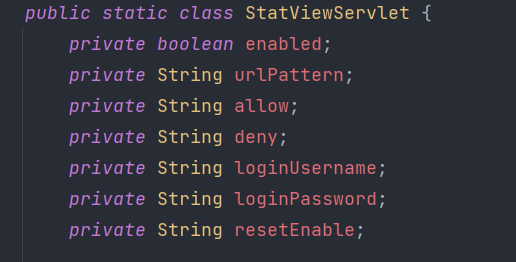 public static class StatViewServlet {
private boolean enabled;
private String urlPattern;
private String allow;
private String deny;
private String loginUsername;
private String loginPassword;
private String resetEnable;